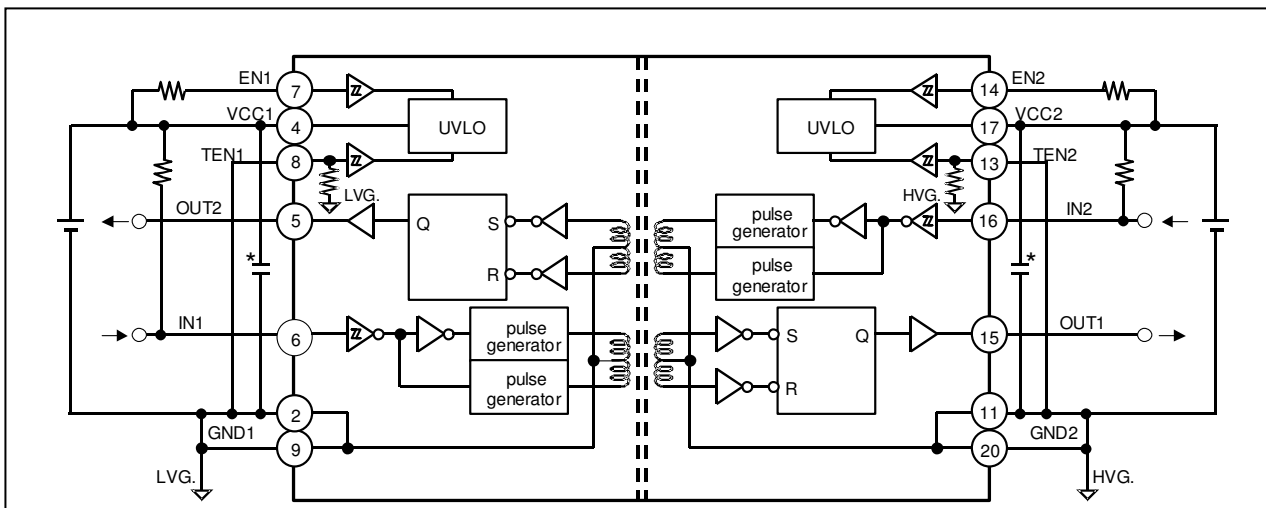 EN1
7
VCC1
4
UVLO
TEN1
8
LVG.
OUT2
5
Q
S
R
*
IN1
6
pulse
generator
pulse
generator
2
GND1
9
LVG.
14
EN2
UVLO
17
VCC2
13
TEN2
HVG.
pulse
generator
pulse
generator
16
IN2
*
S
Q
R
15
OUT1
11
GND2
20
HVG.